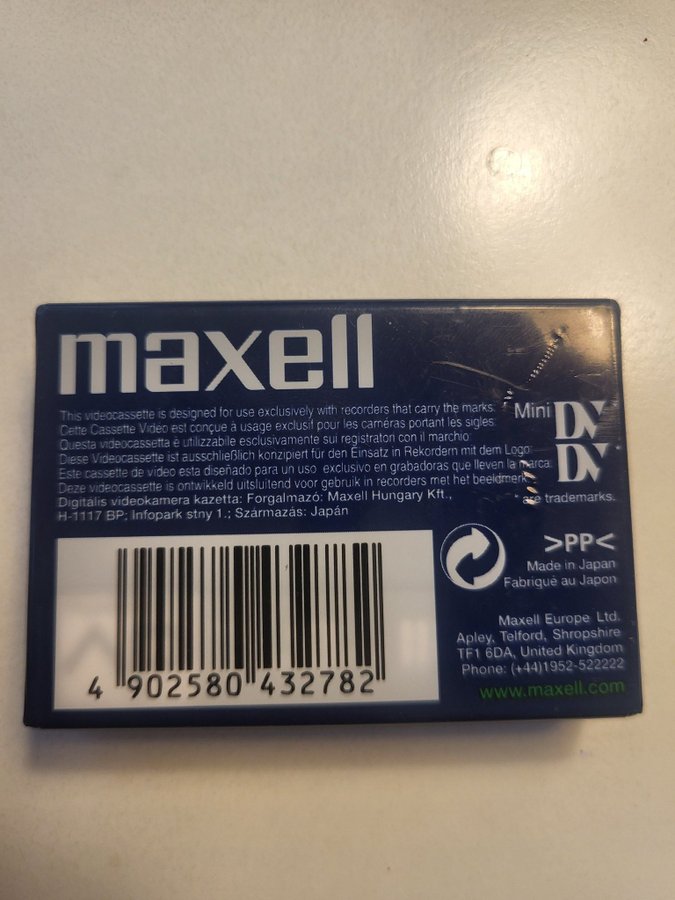 maxell
This videocassette is designed for use exclusively with recorders that carry the marks:
Cette Cassette Vidéo est conçue à usage exclusif pour les caméras portant les sigles:
Questa videocassetta è utilizzabile esclusivamente sui registratori con il marchio:
Diese Videocassette ist ausschließlich konzipiert für den Einsatz in Rekordern mit dem Logo:
Este cassette de video esta diseñado para un uso exclusivo en grabadoras que lleven la marca:
Deze videocassette is ontwikkeld uitsluitend voor gebruik in recorders met het beeldmerk:
Digitális videokamera kazetta: Forgalmazó: Maxell Hungary Kft.,
H-1117 BP; Infopark stny 1.; Származás: Japán
Mini DV
DV
are trademarks.
>PP<
Made in Japan
Fabriqué au Japon
Maxell Europe Ltd.
Apley, Telford, Shropshire
TF1 6DA, United Kingdom
Phone: (+44)1952-522222
www.maxell.com
4 902580 432782